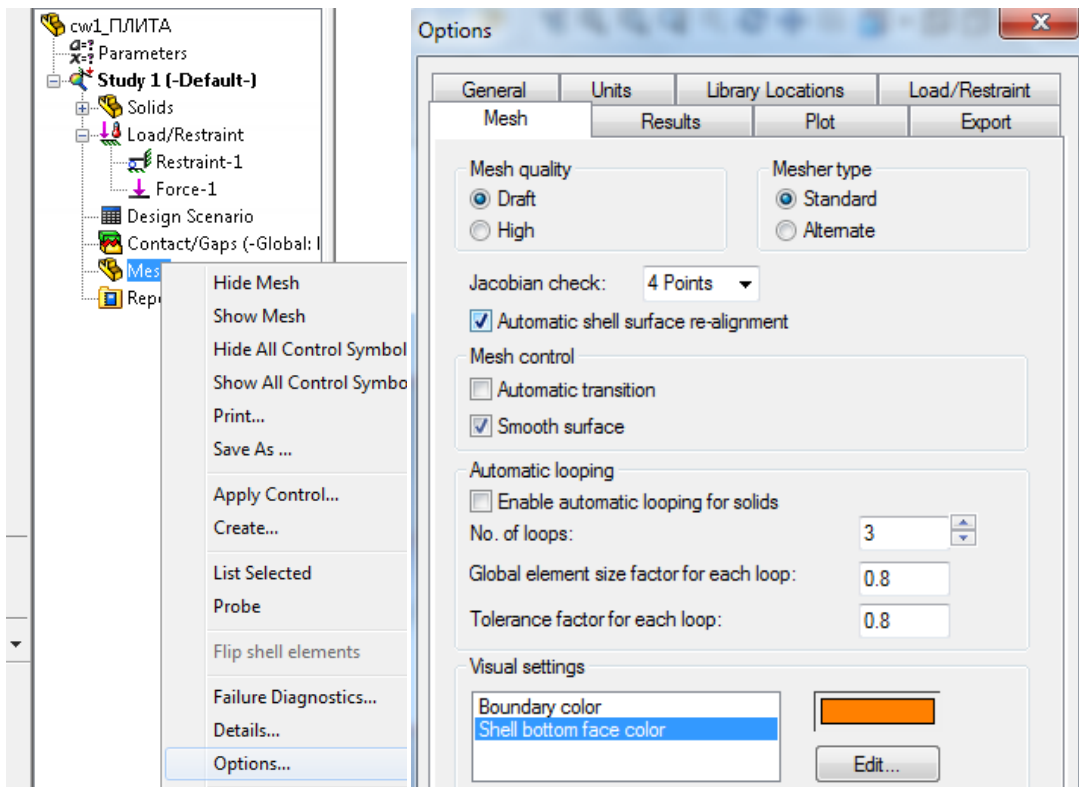 cw1_ПЛИТА
Parameters
Study 1 (-Default-)
Solids
Load/Restraint
Restraint-1
Force-1
Design Scenario
Contact/Gaps (-Global:
Mes
Rep
Hide Mesh
Show Mesh
Hide All Control Symbol
Show All Control Symbo
Print...
Save As ...
Apply Control...
Create...
List Selected
Probe
Flip shell elements
Failure Diagnostics...
Details...
Options...
Options
General Units Library Locations Load/Restraint
Mesh Results Plot Export
Mesh quality Mesher type
Draft Standard
High Alternate
Jacobian check: 4 Points
Automatic shell surface re-alignment
Mesh control
Automatic transition
Smooth surface
Automatic looping
Enable automatic looping for solids
No. of loops: 3
Global element size factor for each loop: 0.8
Tolerance factor for each loop: 0.8
Visual settings
Boundary color
Shell bottom face color
Edit...